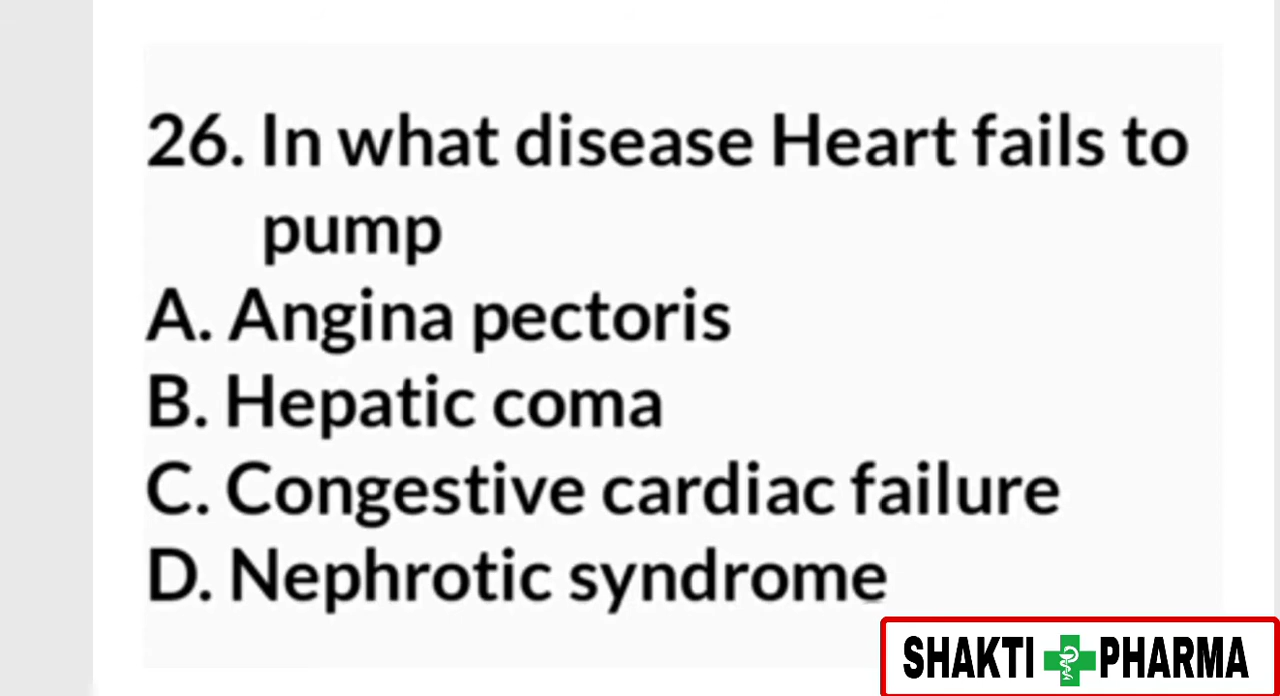 26. In what disease Heart fails to
pump
A. Angina pectoris
B. Hepatic coma
C. Congestive cardiac failure
D. Nephrotic syndrome
SHAKTI PHARMA